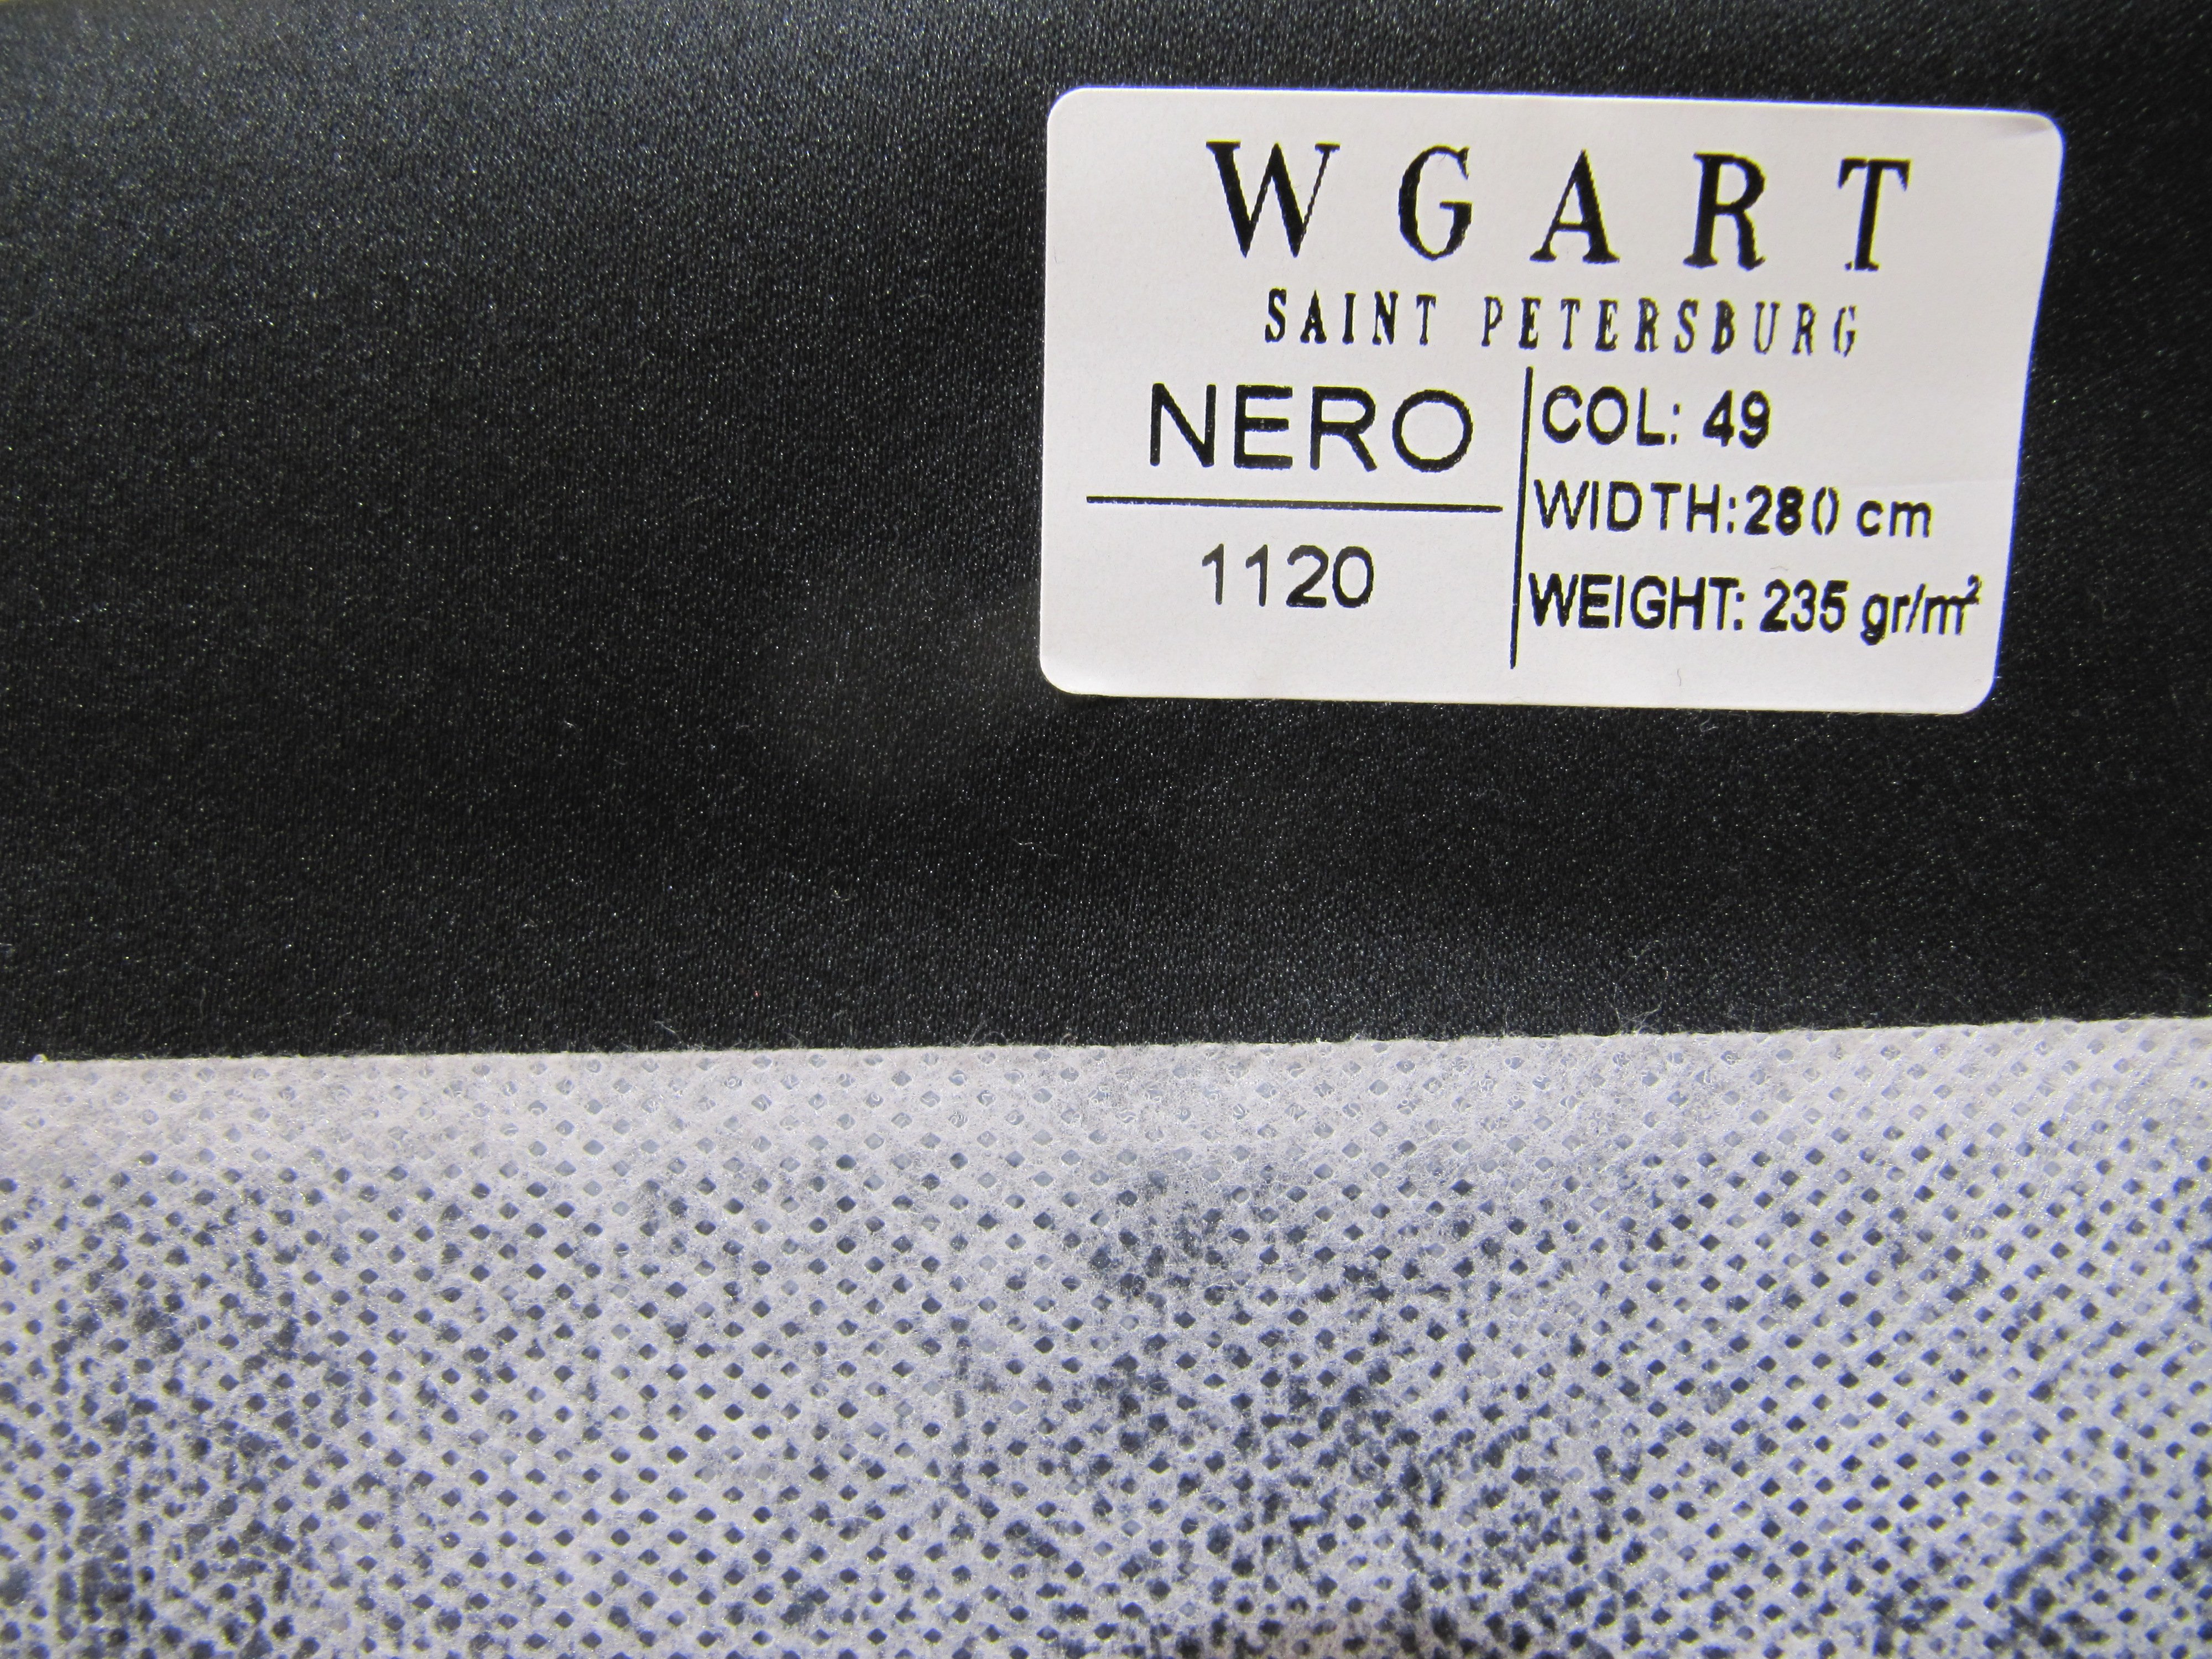 WGART
SAINT PETERSBURG
NERO
1120
COL: 49
WIDTH:280 cm
WEIGHT: 235 gr/m²